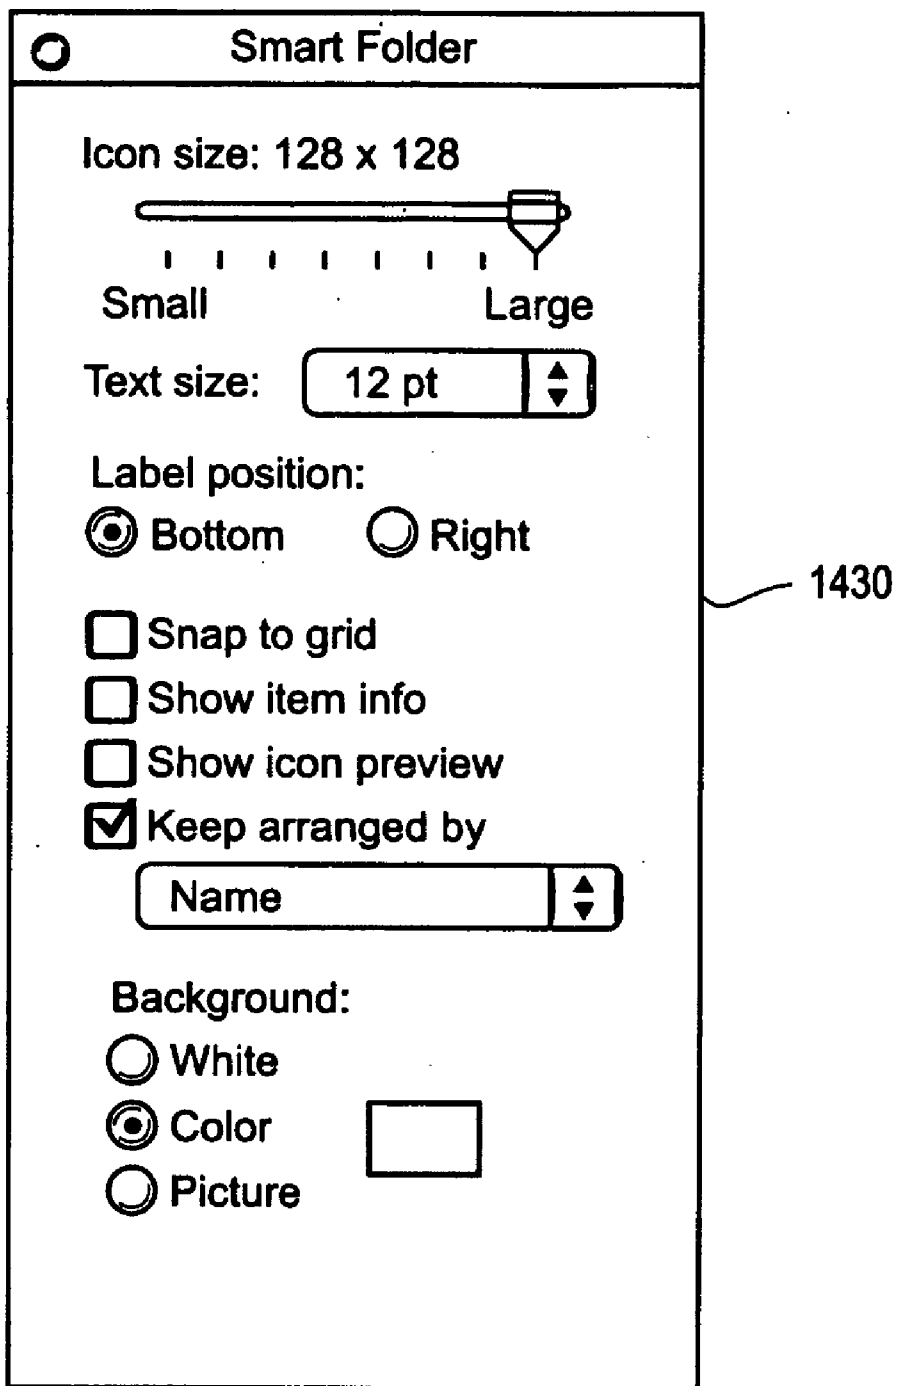 Smart Folder
Icon size: 128 x 128
Small Large
Text size: 12 pt
Label position:
Bottom Right
1430
Snap to grid
Show item info
Show icon preview
Keep arranged by
Name
Background:
White
Color
Picture